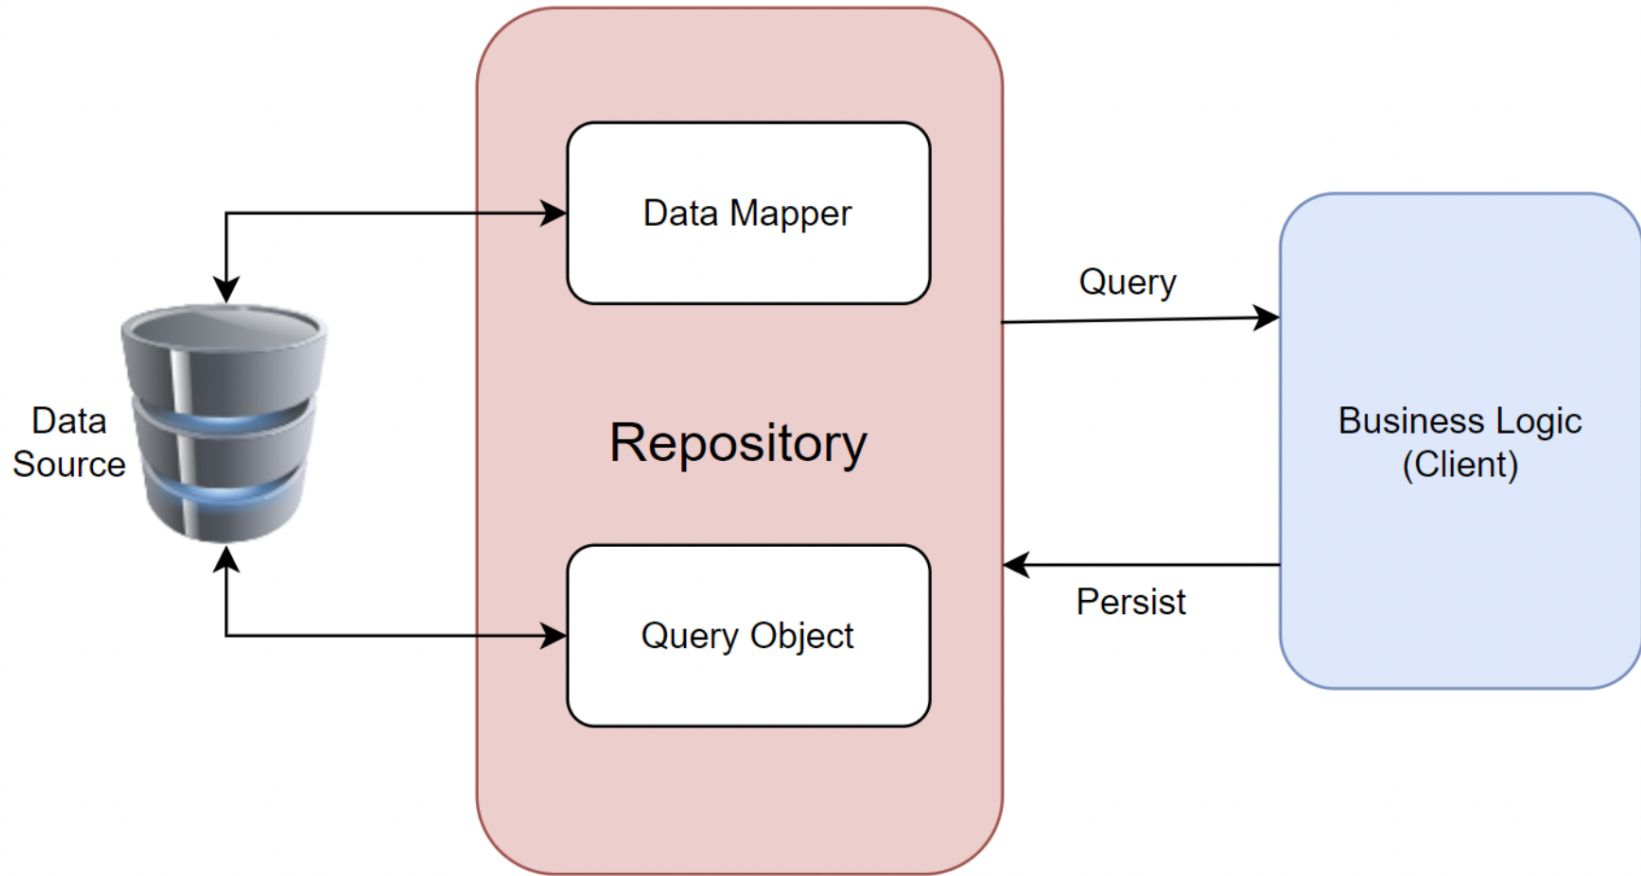 Data Mapper
Query
Data
Source
Repository
Business Logic
(Client)
Persist
Query Object